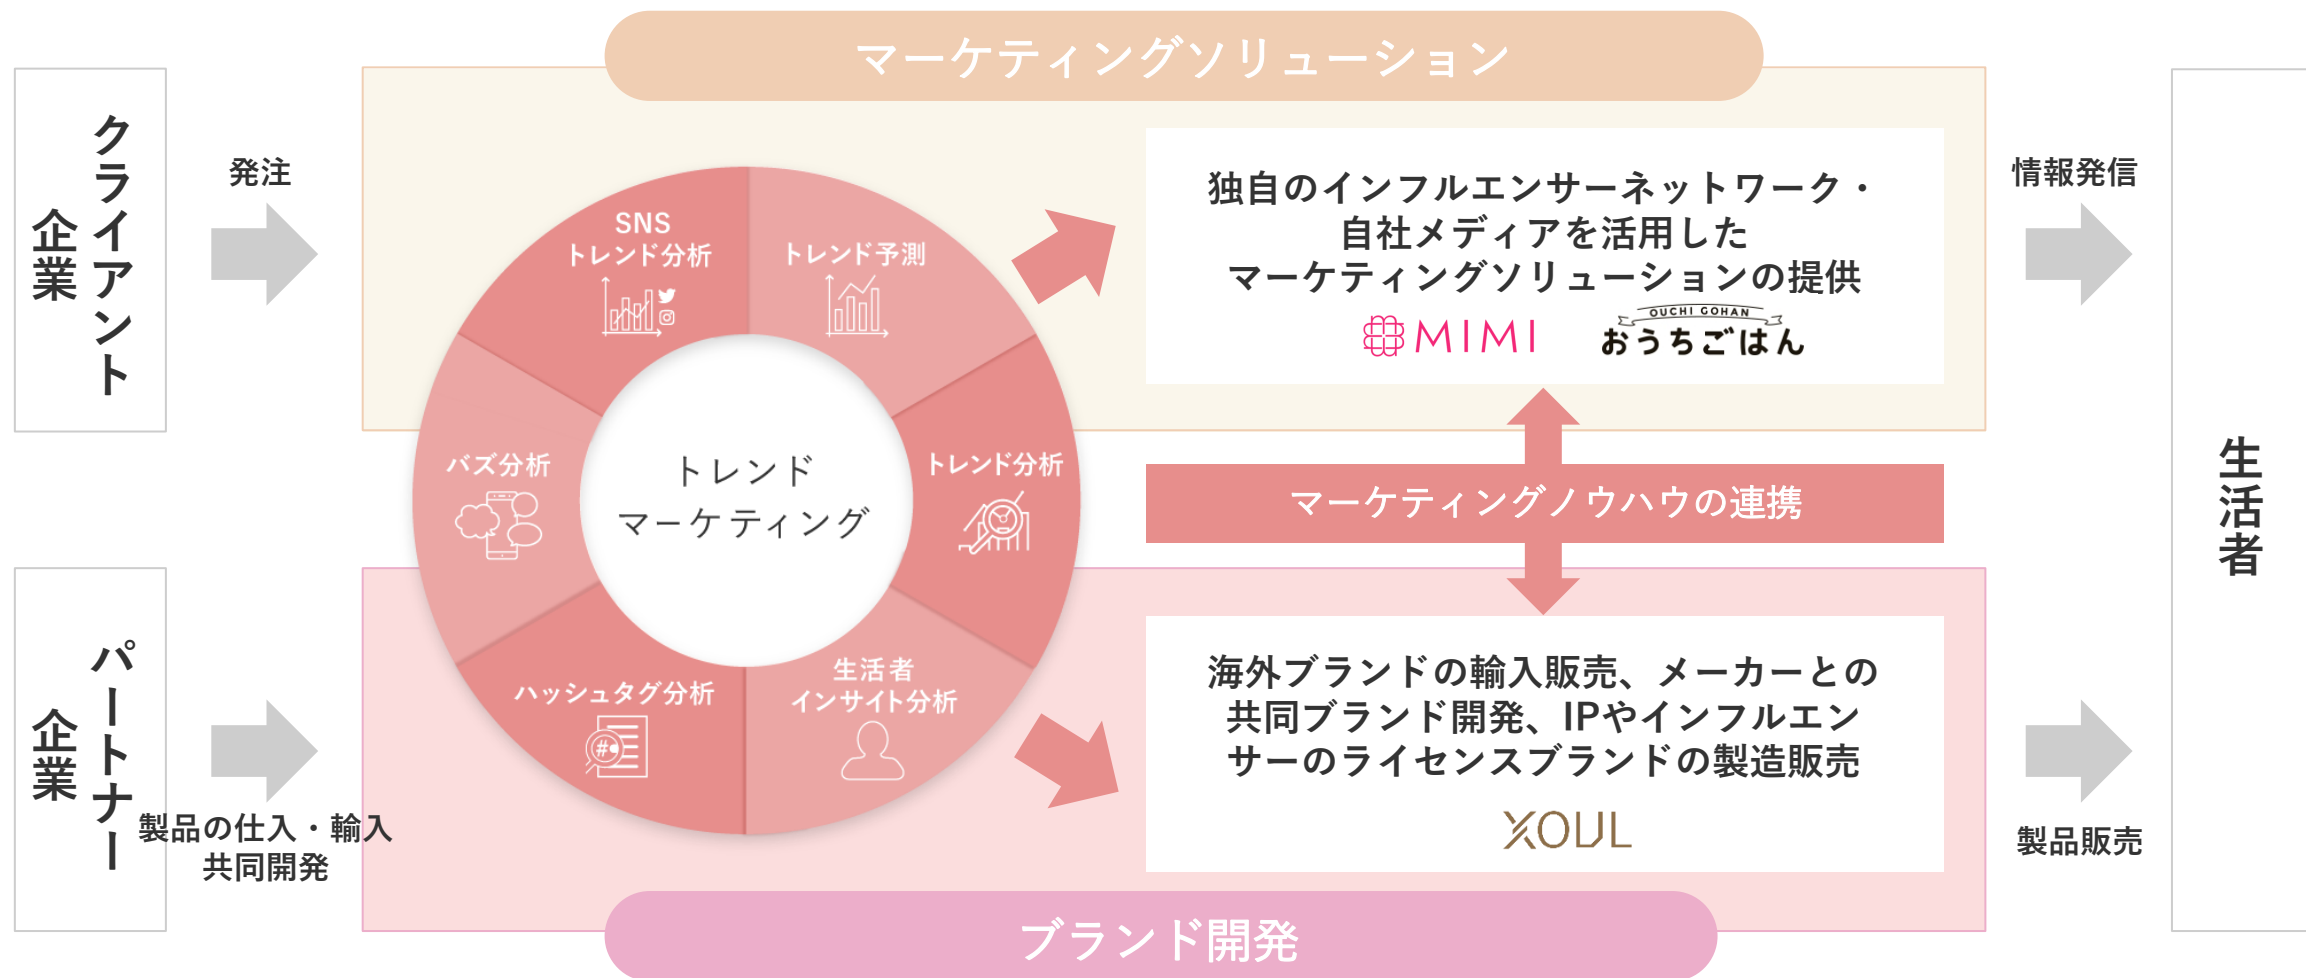 マーケティングソリューション
クライアント
企業
発注
SNS
トレンド分析
トレンド予測
バズ分析
トレンド分析
ハッシュタグ分析
#
生活者
インサイト分析
トレンド
マーケティング
独自のインフルエンサーネットワーク・
自社メディアを活用した
マーケティングソリューションの提供
MIMI
OUCHI GOHAN
おうちごはん
情報発信
マーケティングノウハウの連携
生活者
パートナー
企業
製品の仕入・輸入
共同開発
海外ブランドの輸入販売、メーカーとの
共同ブランド開発、IPやインフルエン
サーのライセンスブランドの製造販売
XOUL
製品販売
ブランド開発